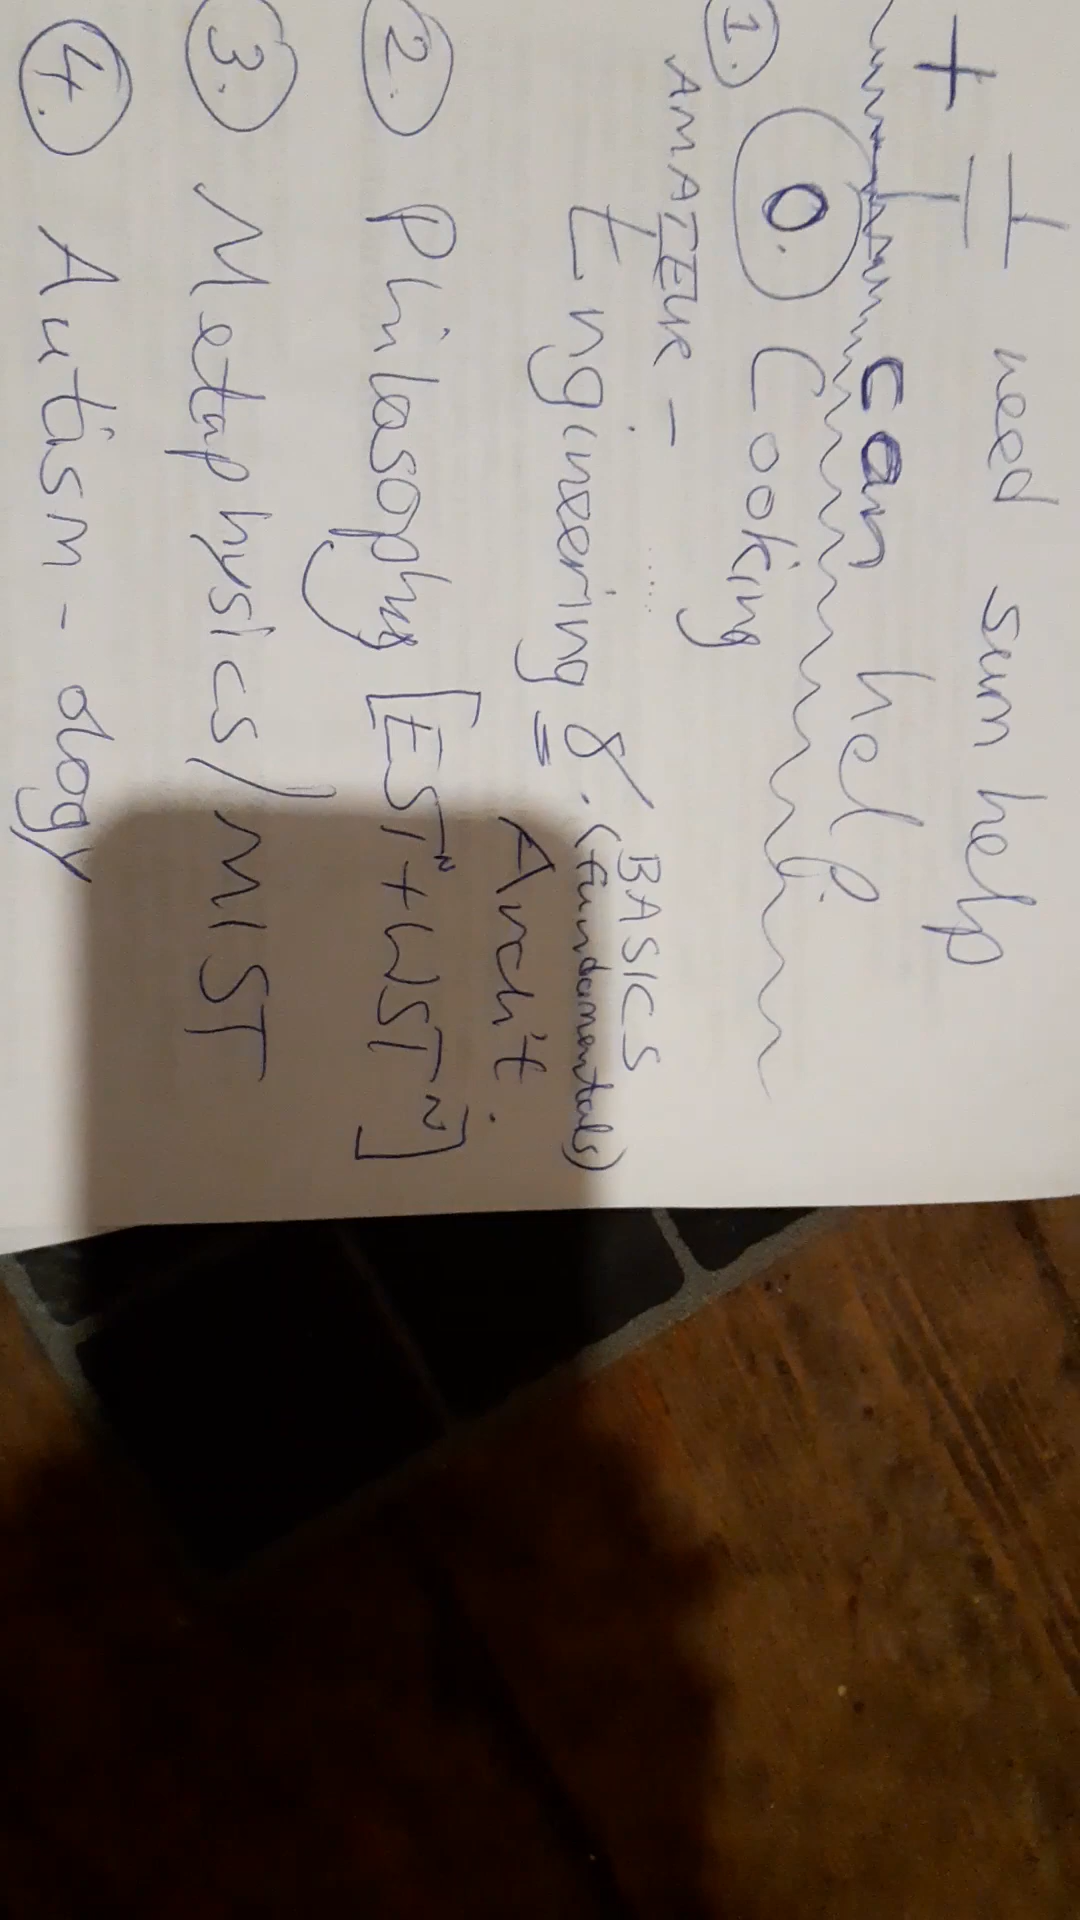 I need sum help
+ I can help
0. Cooking
1. AMATEUR -
Engineering & BASICS
(fundamentals)
Archi't.
2. Philosophy [EST^N + WST^N]
3. Metaphysics / MIST
4. Autism - ology